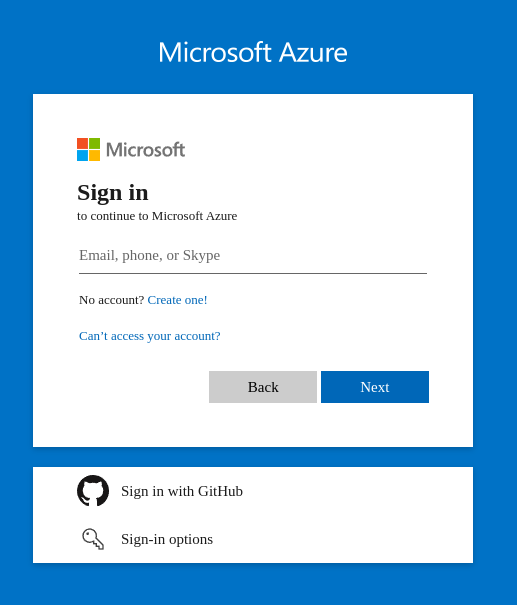 Microsoft Azure
Microsoft
Sign in
to continue to Microsoft Azure
Email, phone, or Skype
No account? Create one!
Can’t access your account?
Back Next
Sign in with GitHub
Sign-in options